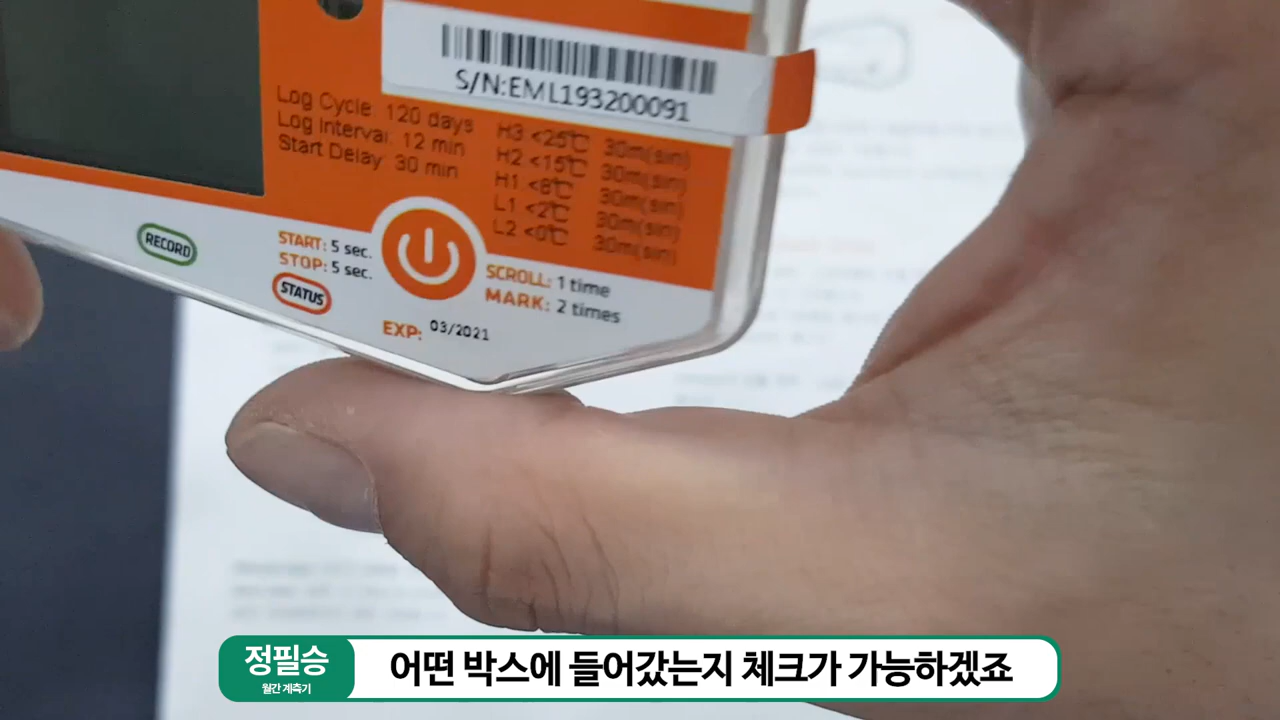 S/N:EML193200091
Log Cycle 120 days
Log Interval 12 min
Start Delay 30 min
H3 <25℃ 30m(sin)
H2 <15℃ 30m(sin)
H1 <8℃ 30m(sin)
L1 <2℃ 30m(sin)
L2 <0℃ 30m(sin)
RECORD
START: 5 sec.
STOP: 5 sec.
STATUS
SCROLL: 1 time
MARK: 2 times
EXP: 03/2021
정필승
월간 계측기
어떤 박스에 들어갔는지 체크가 가능하겠죠